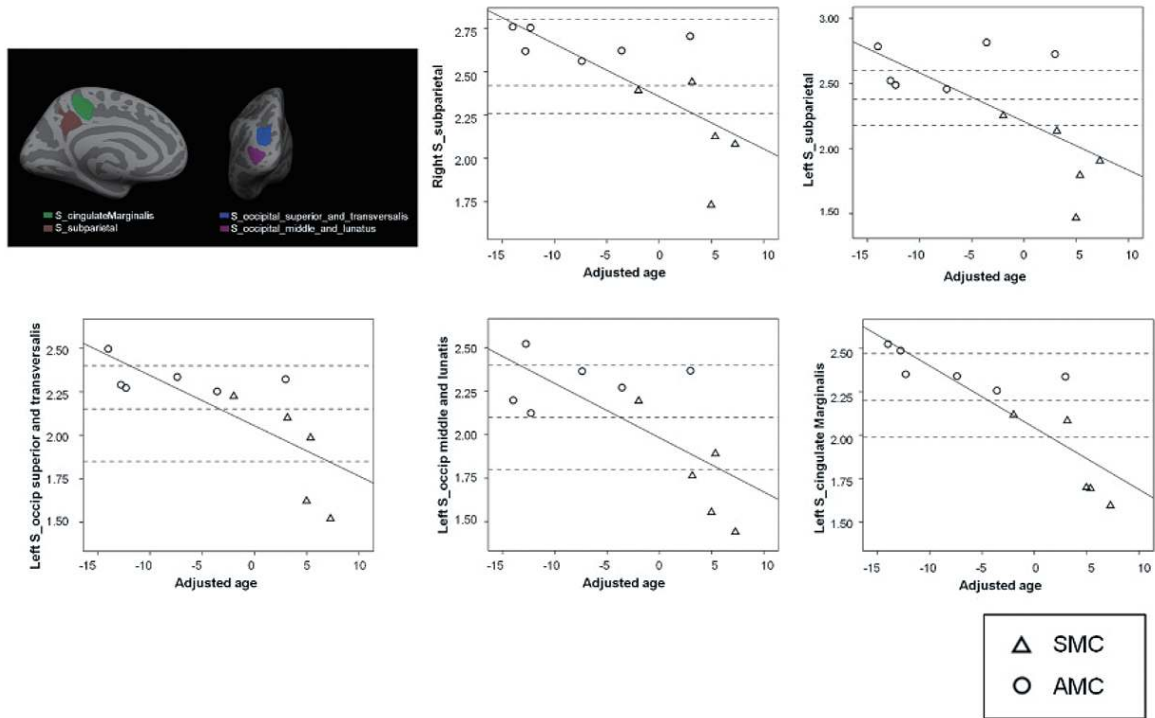 S_cingulateMarginalis
S_subparietal
S_occipital_superior_and_transversalis
S_occipital_middle_and_lunatus
Right S_subparietal
2.75
2.50
2.25
2.00
1.75
-15 -10 -5 0 5 10
Adjusted age
Left S_subparietal
3.00
2.50
2.00
1.50
-15 -10 -5 0 5 10
Adjusted age
Left S_occip superior and transversalis
2.50
2.25
2.00
1.75
1.50
-15 -10 -5 0 5 10
Adjusted age
Left S_occip middle and lunatis
2.50
2.25
2.00
1.75
1.50
-15 -10 -5 0 5 10
Adjusted age
Left S_cingulate Marginalis
2.50
2.25
2.00
1.75
1.50
-15 -10 -5 0 5 10
Adjusted age
SMC
AMC